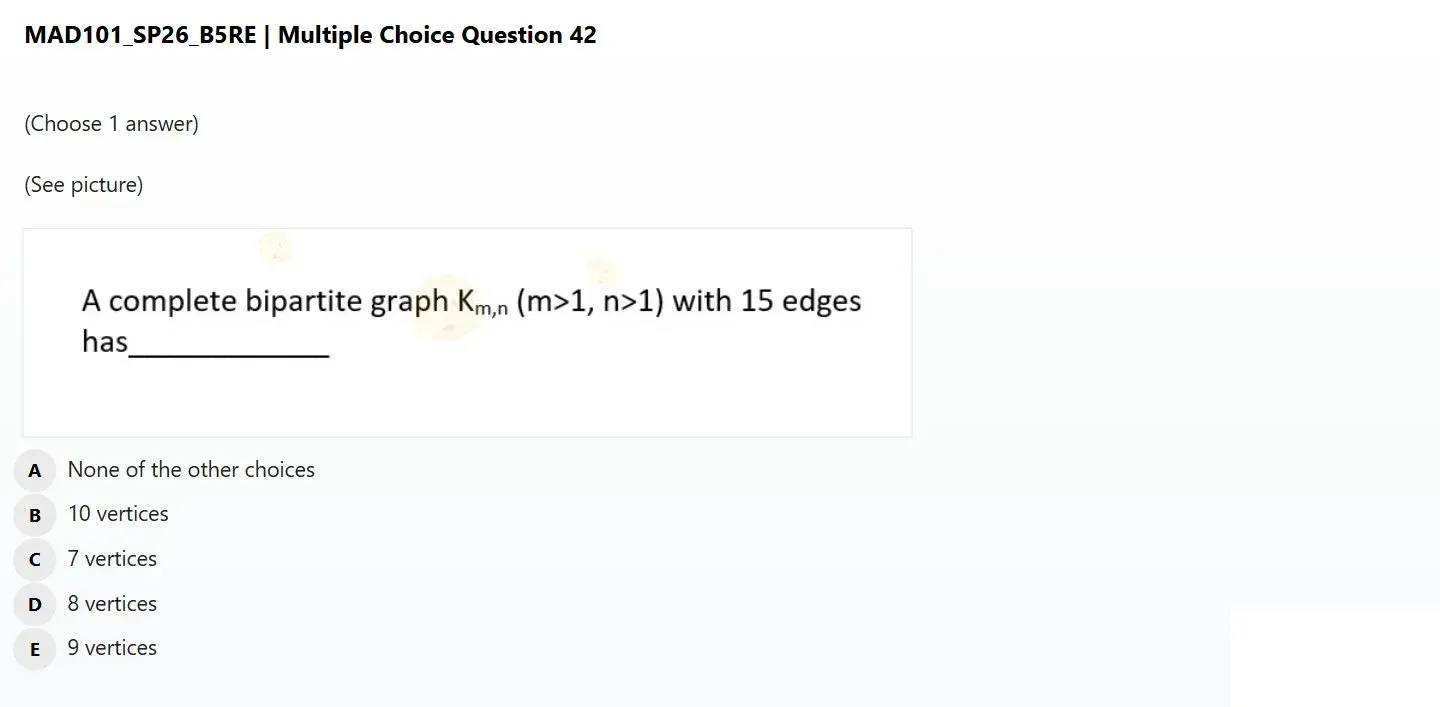 MAD101_SP26_B5RE | Multiple Choice Question 42
(Choose 1 answer)
(See picture)
A complete bipartite graph Km,n (m>1, n>1) with 15 edges
has____________
A None of the other choices
B 10 vertices
C 7 vertices
D 8 vertices
E 9 vertices